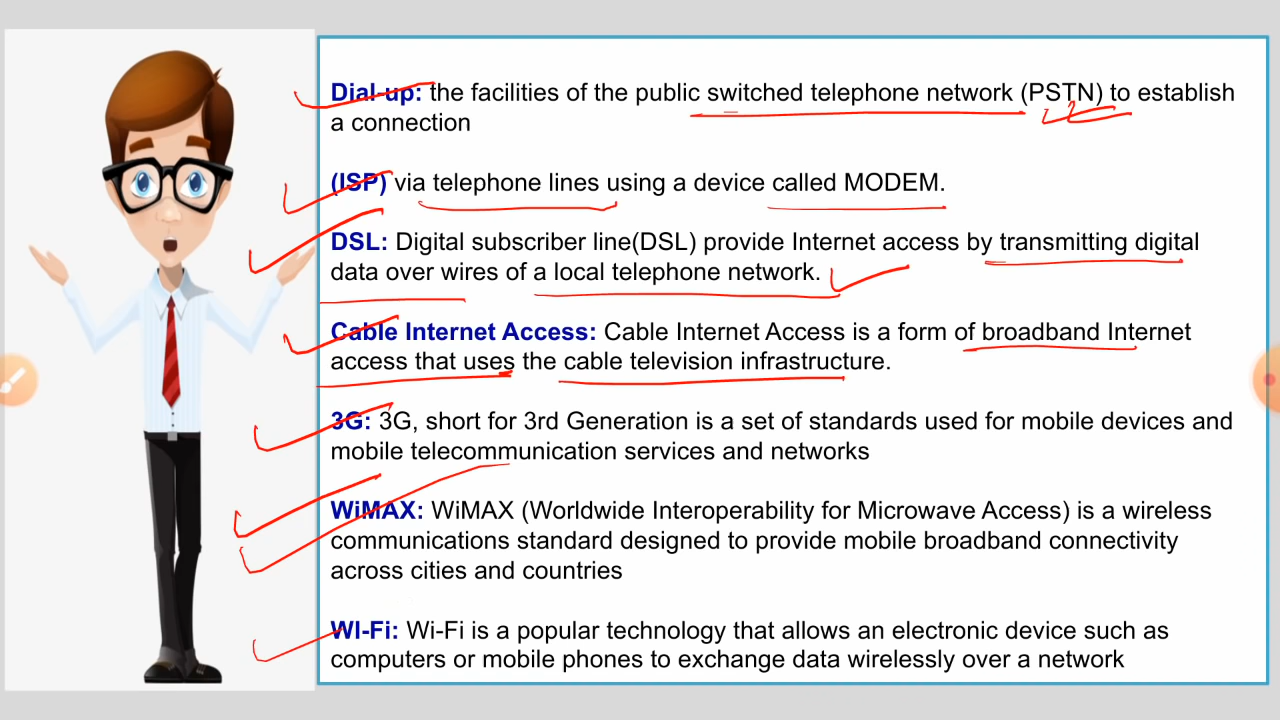 Dial-up: the facilities of the public switched telephone network (PSTN) to establish
a connection
(ISP) via telephone lines using a device called MODEM.
DSL: Digital subscriber line(DSL) provide Internet access by transmitting digital
data over wires of a local telephone network.
Cable Internet Access: Cable Internet Access is a form of broadband Internet
access that uses the cable television infrastructure.
3G: 3G, short for 3rd Generation is a set of standards used for mobile devices and
mobile telecommunication services and networks
WiMAX: WiMAX (Worldwide Interoperability for Microwave Access) is a wireless
communications standard designed to provide mobile broadband connectivity
across cities and countries
WI-Fi: Wi-Fi is a popular technology that allows an electronic device such as
computers or mobile phones to exchange data wirelessly over a network